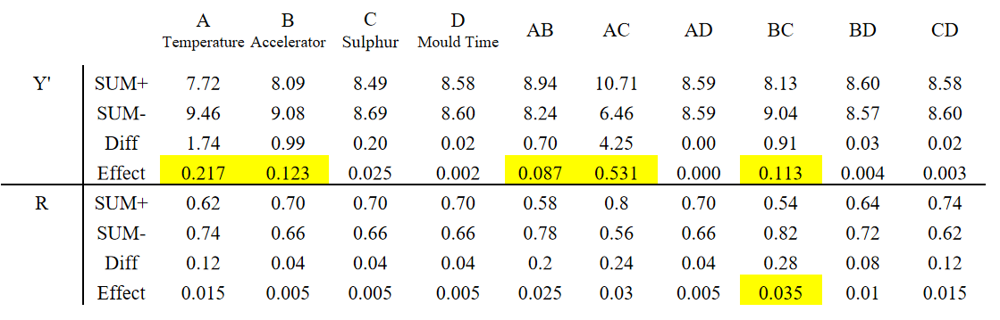 A B C D AB AC AD BC BD CD
Temperature Accelerator Sulphur Mould Time
Y' SUM+ 7.72 8.09 8.49 8.58 8.94 10.71 8.59 8.13 8.60 8.58
SUM- 9.46 9.08 8.69 8.60 8.24 6.46 8.59 9.04 8.57 8.60
Diff 1.74 0.99 0.20 0.02 0.70 4.25 0.00 0.91 0.03 0.02
Effect 0.217 0.123 0.025 0.002 0.087 0.531 0.000 0.113 0.004 0.003
R SUM+ 0.62 0.70 0.70 0.70 0.58 0.8 0.70 0.54 0.64 0.74
SUM- 0.74 0.66 0.66 0.66 0.78 0.56 0.66 0.82 0.72 0.62
Diff 0.12 0.04 0.04 0.04 0.2 0.24 0.04 0.28 0.08 0.12
Effect 0.015 0.005 0.005 0.005 0.025 0.03 0.005 0.035 0.01 0.015